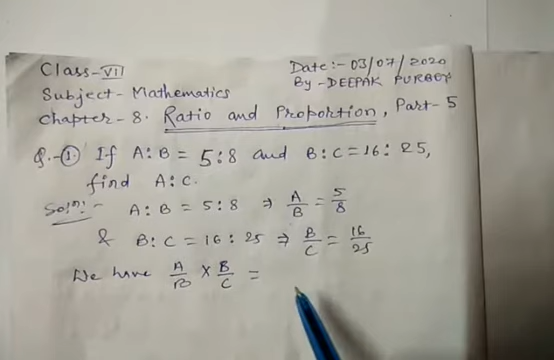 Class-VII Date:- 03/07/2020
Subject- Mathematics By-DEEPAK PURBEY
Chapter-8. Ratio and Proportion, Part-5
Q.-① If A:B = 5:8 and B:C=16:25,
find A:C.
Soln:- A:B = 5:8 ⇒ A/B = 5/8
& B:C = 16:25 ⇒ B/C = 16/25
We have A/B × B/C =